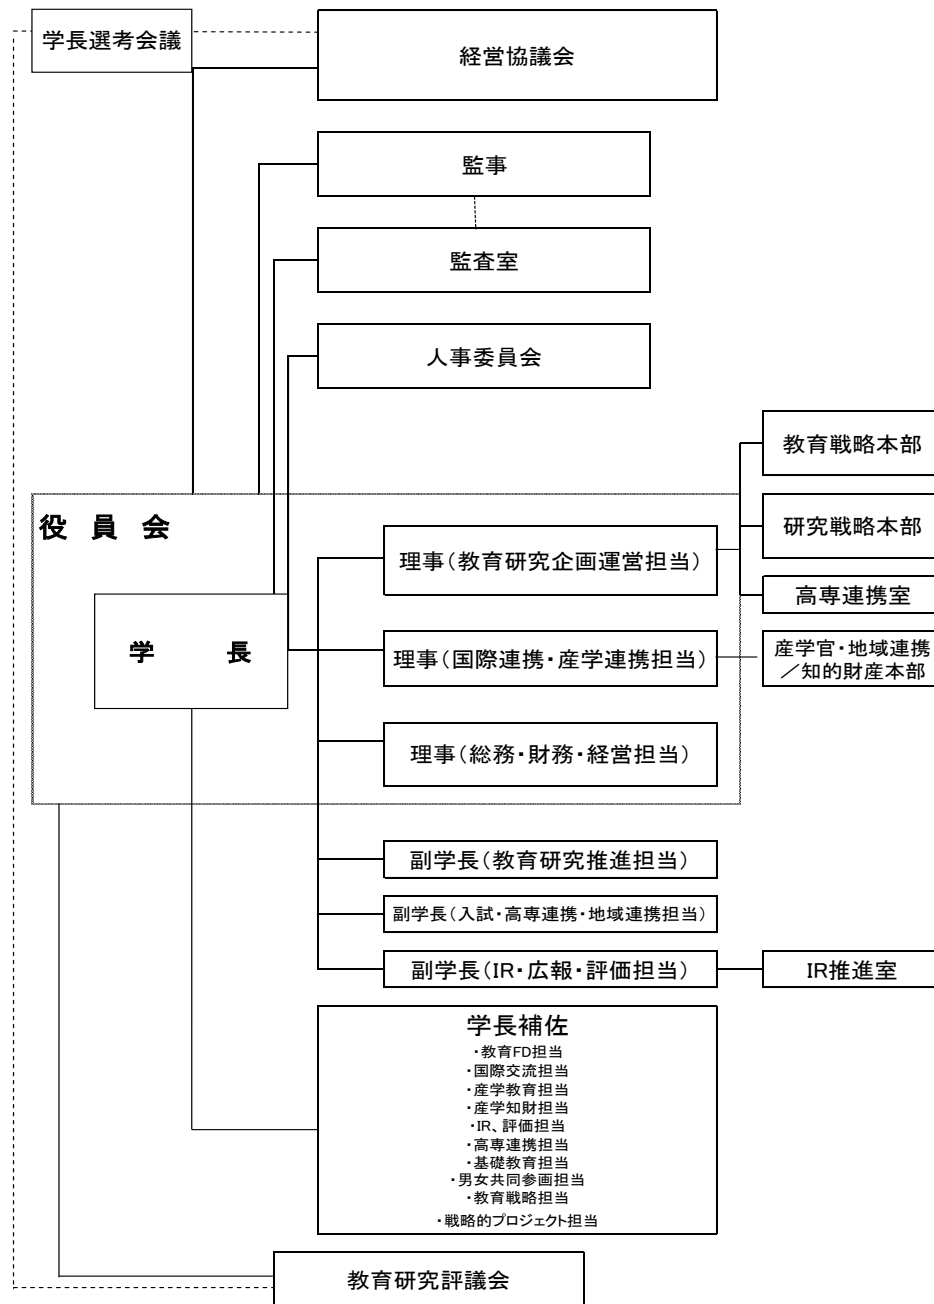 学長選考会議
経営協議会
監事
監査室
人事委員会
教育戦略本部
役 員 会
研究戦略本部
理事(教育研究企画運営担当)
高専連携室
学 長
理事(国際連携・産学連携担当)
産学官・地域連携
/知的財産本部
理事(総務・財務・経営担当)
副学長(教育研究推進担当)
副学長(入試・高専連携・地域連携担当)
副学長(IR・広報・評価担当)
IR推進室
学長補佐
・教育FD担当
・国際交流担当
・産学教育担当
・産学知財担当
・IR、評価担当
・高専連携担当
・基礎教育担当
・男女共同参画担当
・教育戦略担当
・戦略的プロジェクト担当
教育研究評議会